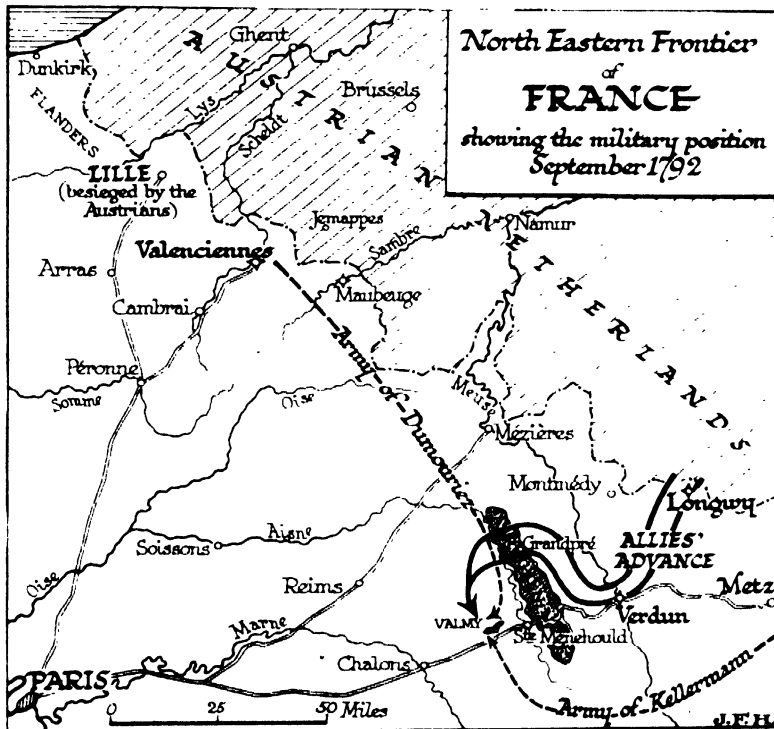 North Eastern Frontier
of
FRANCE
showing the military position
September 1792
AUSTRIAN
NETHERLANDS
Ghent
Dunkirk
FLANDERS
Lys
Scheldt
Brussels
LILLE
(besieged by the
Austrians)
Jemappes
Namur
Sambre
Valenciennes
Arras
Maubeuge
Cambrai
Army of Dumouriez
Péronne
Somme
Oise
Meuse
Mézières
Montmédy
Longwy
Grandpré
ALLIES'
ADVANCE
Soissons
Aisne
Oise
Reims
Metz
Verdun
VALMY
Ste Menehould
Marne
Chalons
PARIS
Army of Kellermann
0 25 50 Miles
J.F.H.